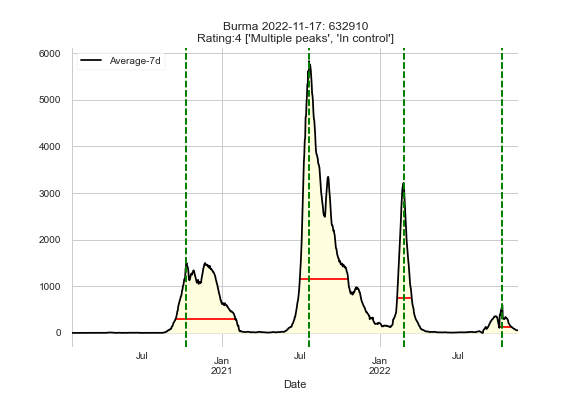 Burma 2022-11-17: 632910
Rating:4 ['Multiple peaks', 'In control']
Average-7d
6000
5000
4000
3000
2000
1000
0
Jul
Jan
2021
Jul
Jan
2022
Jul
Date